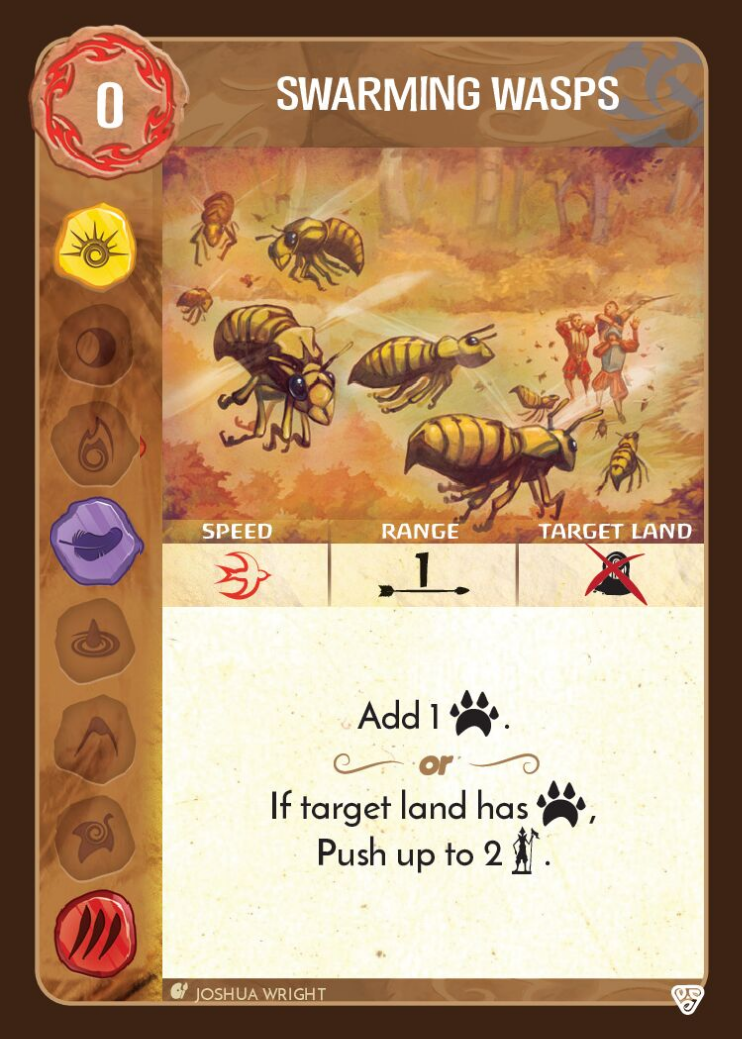 0
SWARMING WASPS
SPEED
RANGE
TARGET LAND
1
Add 1 .
or
If target land has ,
Push up to 2 .
JOSHUA WRIGHT